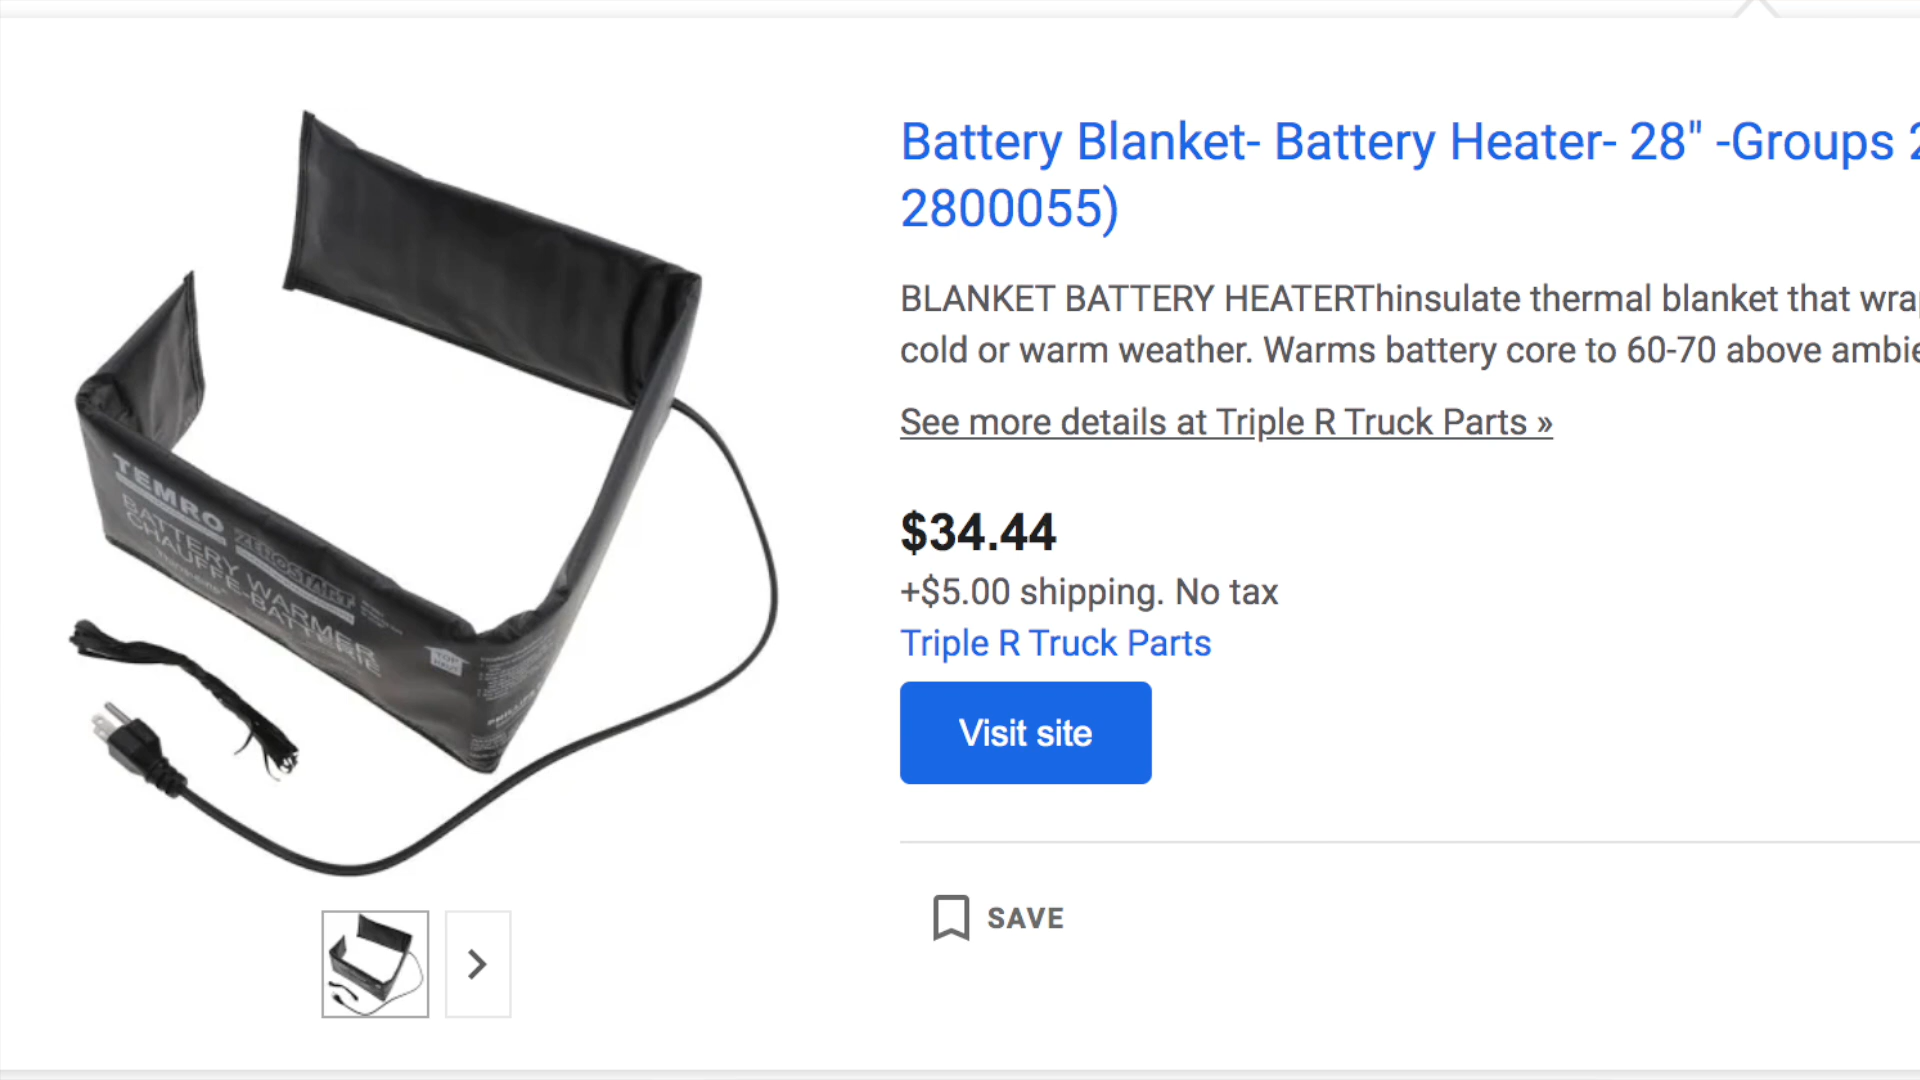 Battery Blanket- Battery Heater- 28" -Groups
2800055)
BLANKET BATTERY HEATERThinsulate thermal blanket that
cold or warm weather. Warms battery core to 60-70 above
See more details at Triple R Truck Parts »
$34.44
+$5.00 shipping. No tax
Triple R Truck Parts
Visit site
SAVE
TEMRO
ZEROSTART
BATTERY WARMER
CHAUFFE-BATTERIE
TOP
HAUT